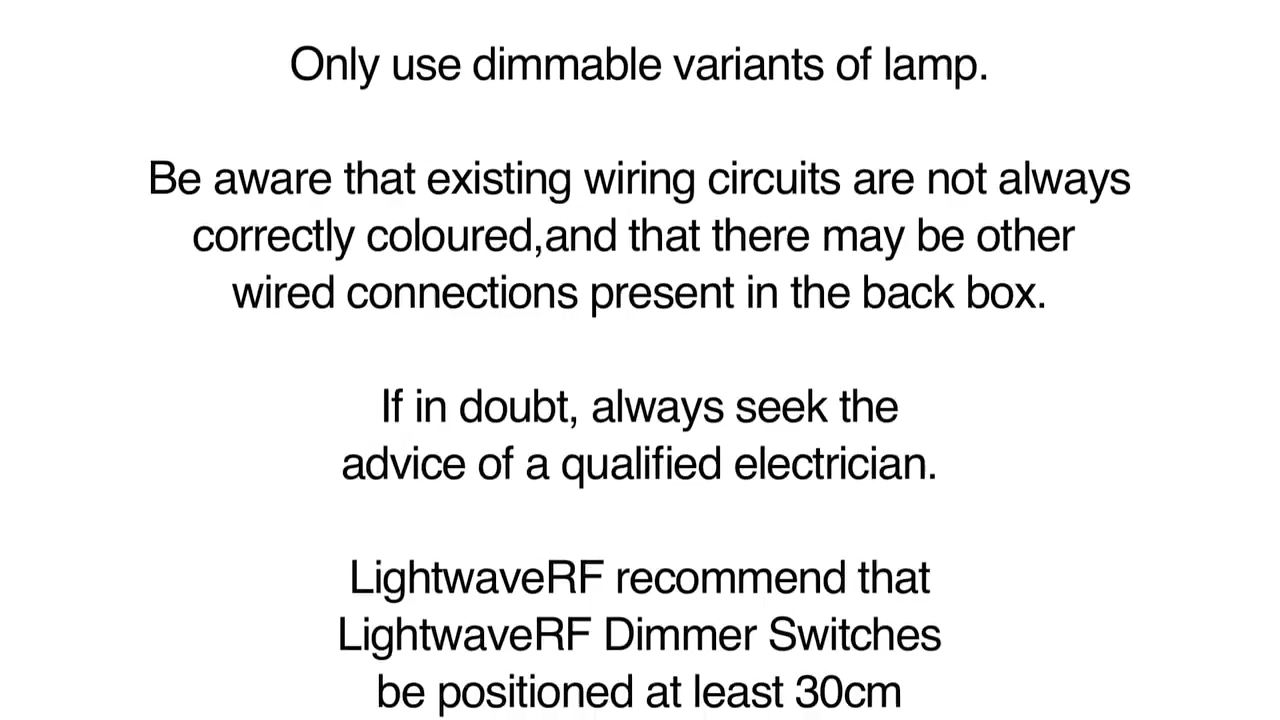 Only use dimmable variants of lamp.
Be aware that existing wiring circuits are not always
correctly coloured,and that there may be other
wired connections present in the back box.
If in doubt, always seek the
advice of a qualified electrician.
LightwaveRF recommend that
LightwaveRF Dimmer Switches
be positioned at least 30cm